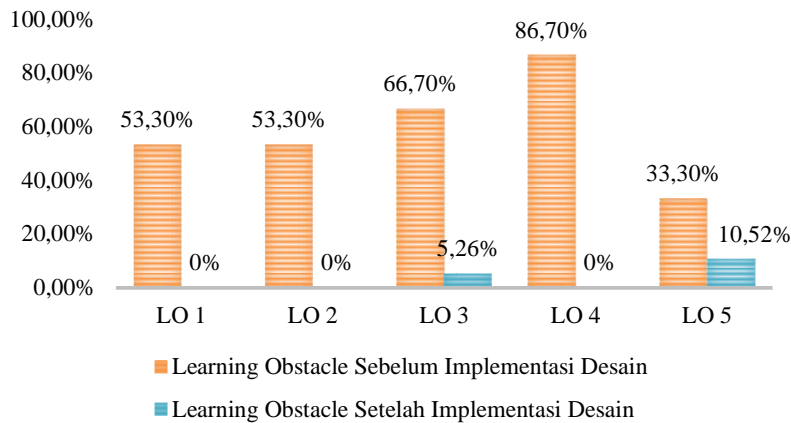 100,00%
80,00%
60,00%
40,00%
20,00%
0,00%
53,30%
0%
53,30%
0%
66,70%
5,26%
86,70%
0%
33,30%
10,52%
LO 1
LO 2
LO 3
LO 4
LO 5
Learning Obstacle Sebelum Implementasi Desain
Learning Obstacle Setelah Implementasi Desain